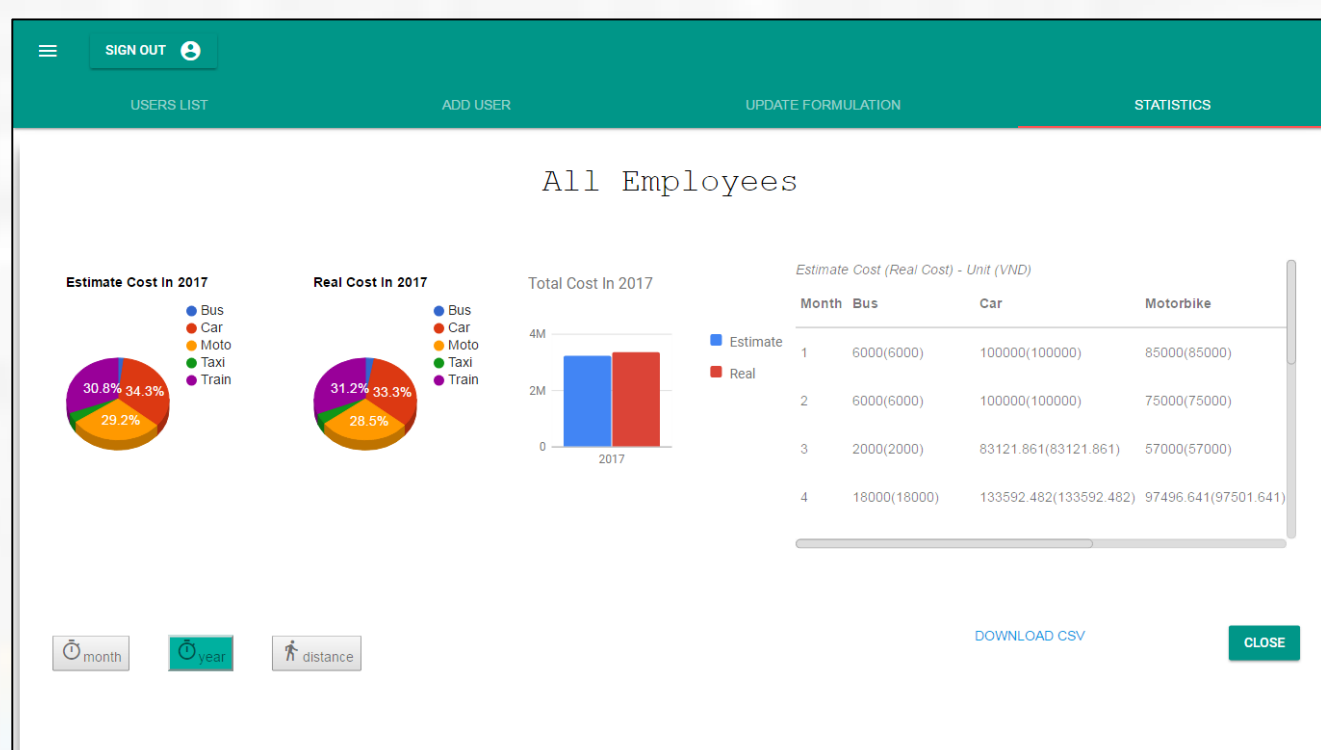 SIGN OUT
USERS LIST ADD USER UPDATE FORMULATION STATISTICS
All Employees
Estimate Cost In 2017
Bus
Car
Moto
Taxi
Train
30.8% 34.3%
29.2%
Real Cost In 2017
Bus
Car
Moto
Taxi
Train
31.2% 33.3%
28.5%
Total Cost In 2017
4M
2M
0
2017
Estimate
Real
Estimate Cost (Real Cost) - Unit (VND)
Month Bus Car Motorbike
1 6000(6000) 100000(100000) 85000(85000)
2 6000(6000) 100000(100000) 75000(75000)
3 2000(2000) 83121.861(83121.861) 57000(57000)
4 18000(18000) 133592.482(133592.482) 97496.641(97501.641)
month year distance
DOWNLOAD CSV
CLOSE